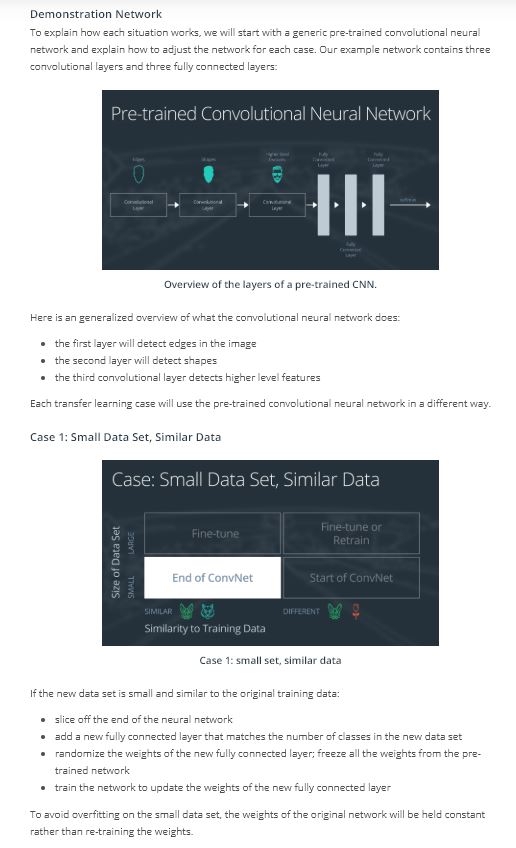 Demonstration Network
To explain how each situation works, we will start with a generic pre-trained convolutional neural
network and explain how to adjust the network for each case. Our example network contains three
convolutional layers and three fully connected layers:
Pre-trained Convolutional Neural Network
Edges
Shapes
Higher level
Features
Fully
Connected
Layer
Fully
Connected
Layer
Convolutional
Layer
Convolutional
Layer
Convolutional
Layer
softmax
Fully
Connected
Layer
Overview of the layers of a pre-trained CNN.
Here is an generalized overview of what the convolutional neural network does:
• the first layer will detect edges in the image
• the second layer will detect shapes
• the third convolutional layer detects higher level features
Each transfer learning case will use the pre-trained convolutional neural network in a different way.
Case 1: Small Data Set, Similar Data
Case: Small Data Set, Similar Data
Size of Data Set
LARGE
SMALL
Fine-tune
Fine-tune or
Retrain
End of ConvNet
Start of ConvNet
SIMILAR
DIFFERENT
Similarity to Training Data
Case 1: small set, similar data
If the new data set is small and similar to the original training data:
• slice off the end of the neural network
• add a new fully connected layer that matches the number of classes in the new data set
• randomize the weights of the new fully connected layer; freeze all the weights from the pre-
trained network
• train the network to update the weights of the new fully connected layer
To avoid overfitting on the small data set, the weights of the original network will be held constant
rather than re-training the weights.